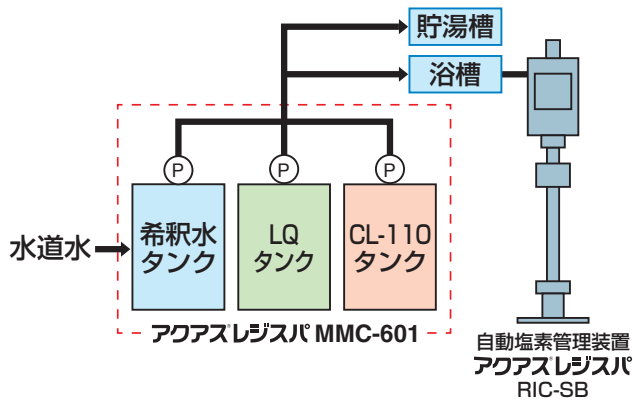 貯湯槽
浴槽
P
P
P
水道水
希釈水
タンク
LQ
タンク
CL-110
タンク
アクアズレジスパ MMC-601
自動塩素管理装置
アクアズレジスパ
RIC-SB